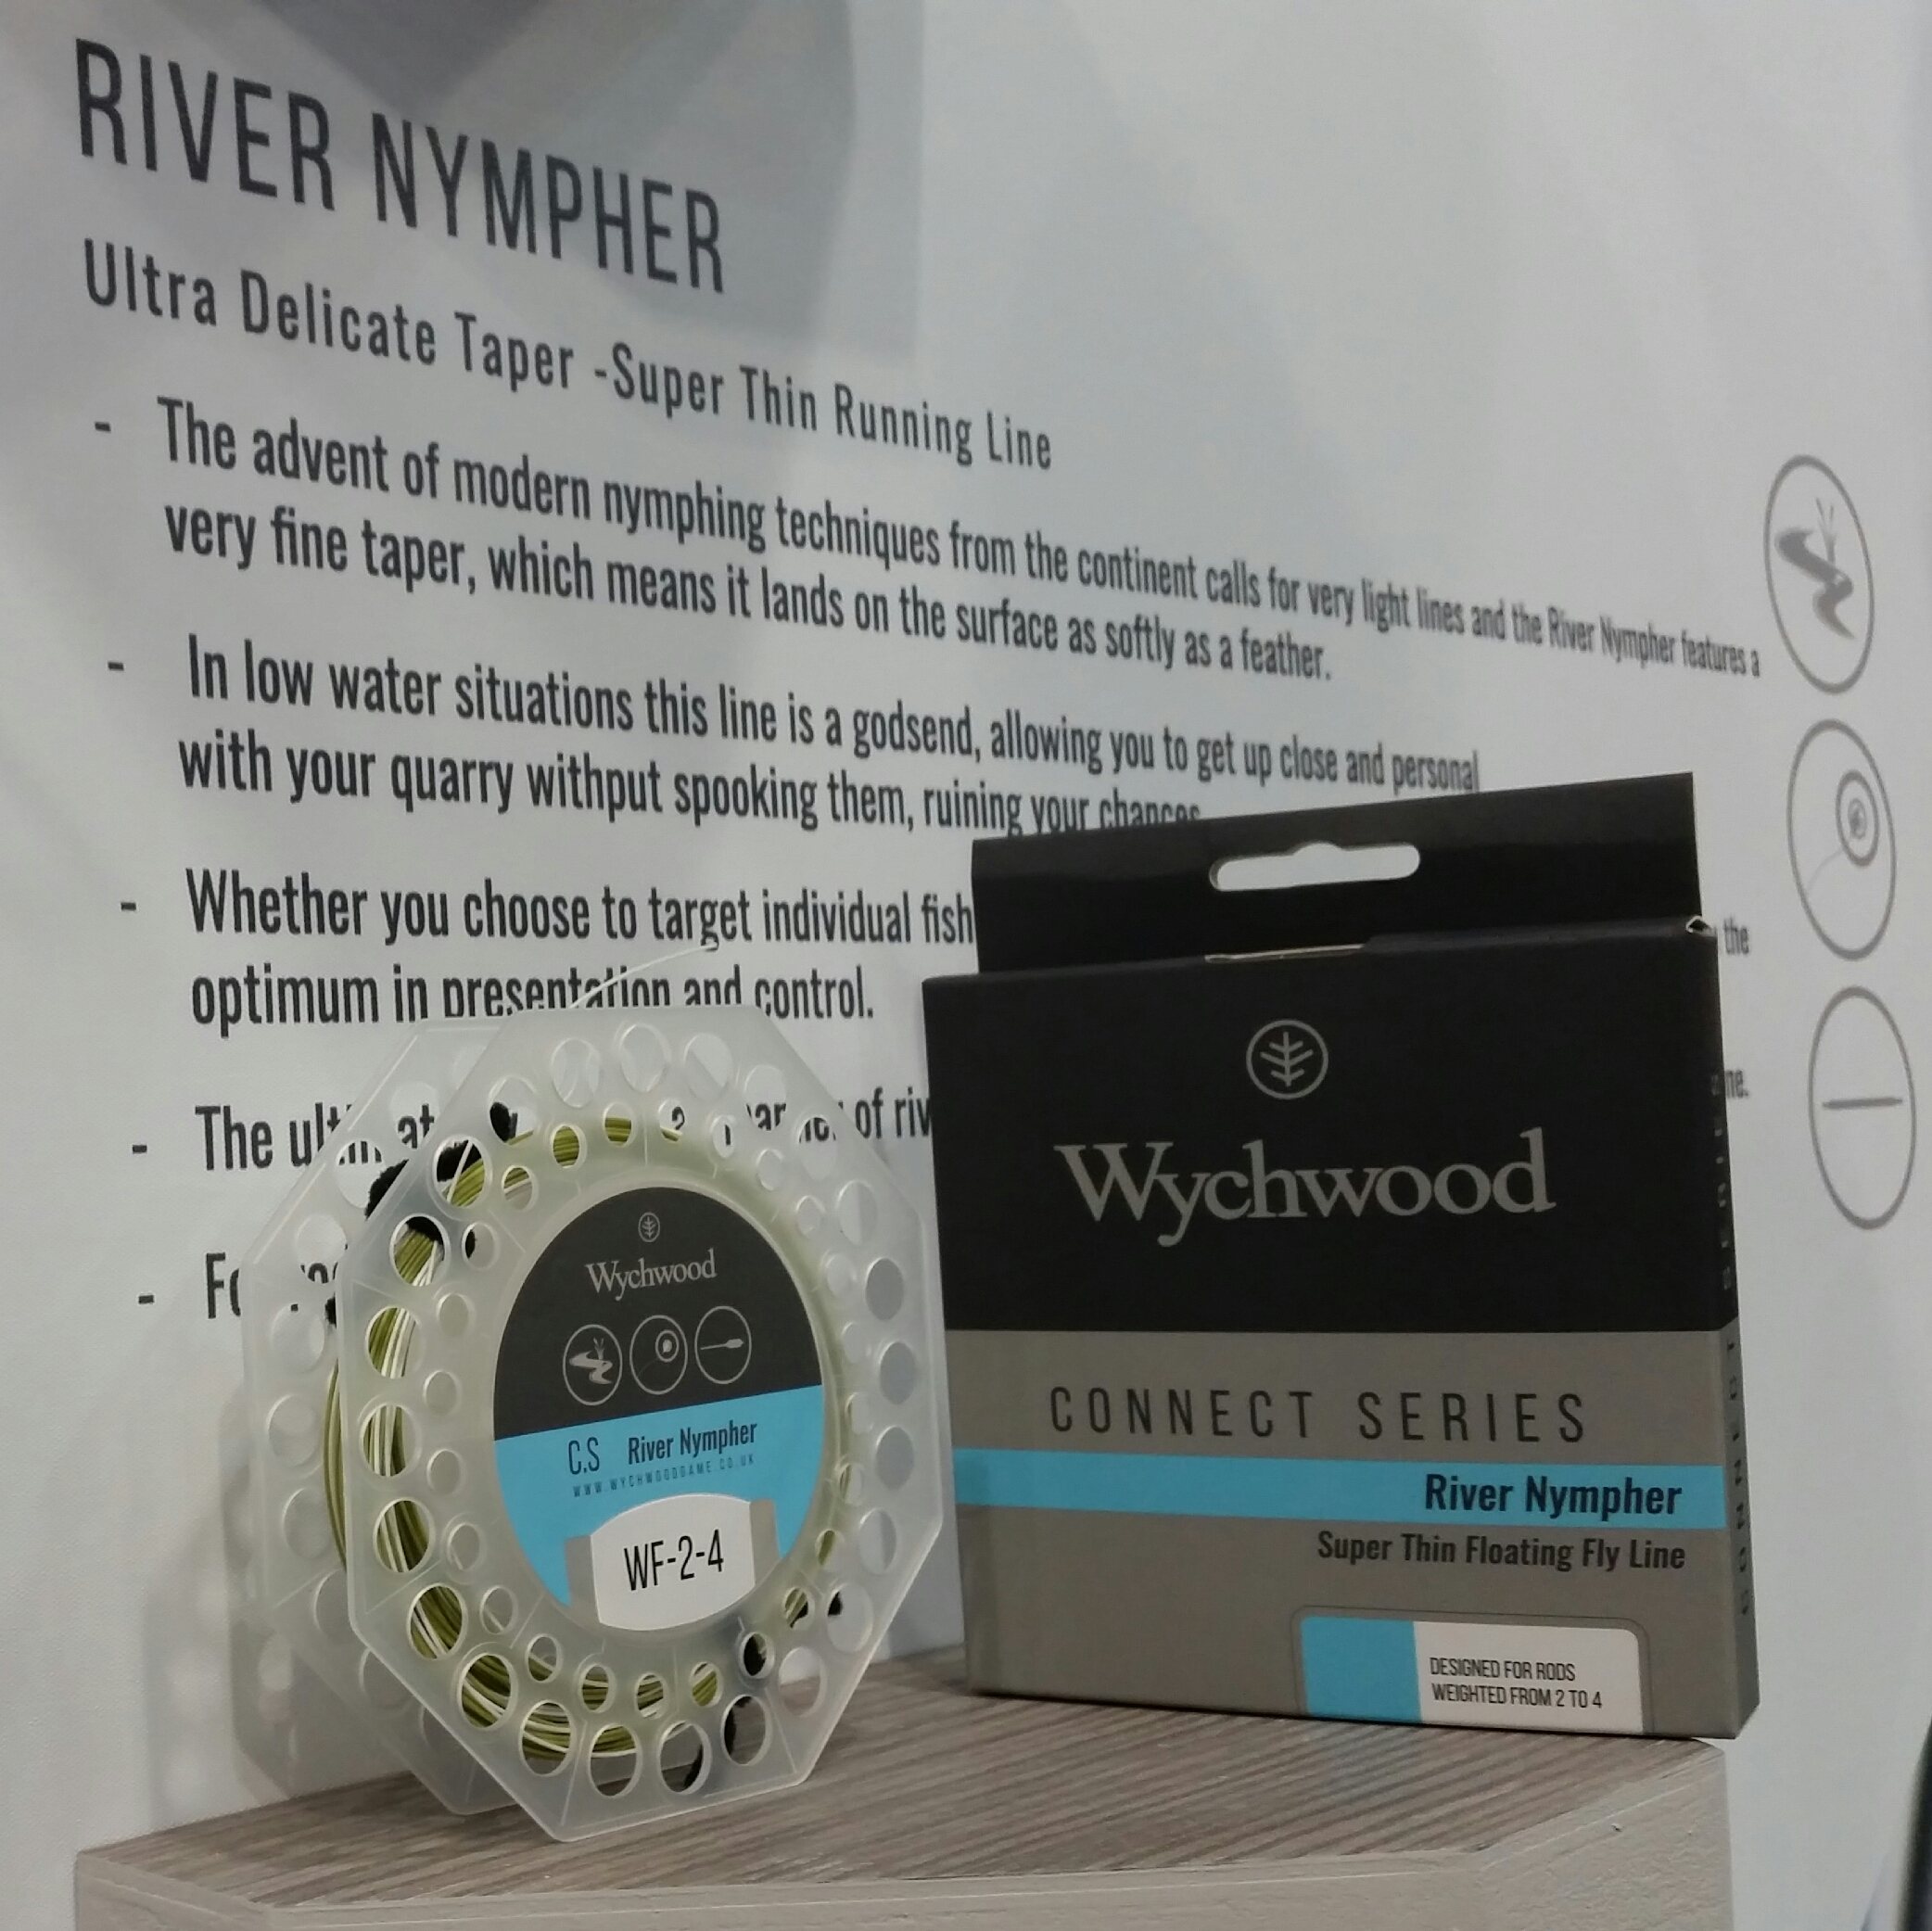 RIVER NYMPHER
Ultra Delicate Taper -Super Thin Running Line
- The advent of modern nymphing techniques from the continent calls for very light lines and the River Nympher features a
very fine taper, which means it lands on the surface as softly as a feather.
- In low water situations this line is a godsend, allowing you to get up close and personal
with your quarry withput spooking them, ruining your chances
- Whether you choose to target individual fish the
optimum in presentation and control.
- The of
-
Wychwood
C.S River Nympher
WWW.WYCHWOODGAME.CO.UK
WF-2-4
Wychwood
CONNECT SERIES
River Nympher
Super Thin Floating Fly Line
DESIGNED FOR RODS
WEIGHTED FROM 2 TO 4
CONNECT SERIES